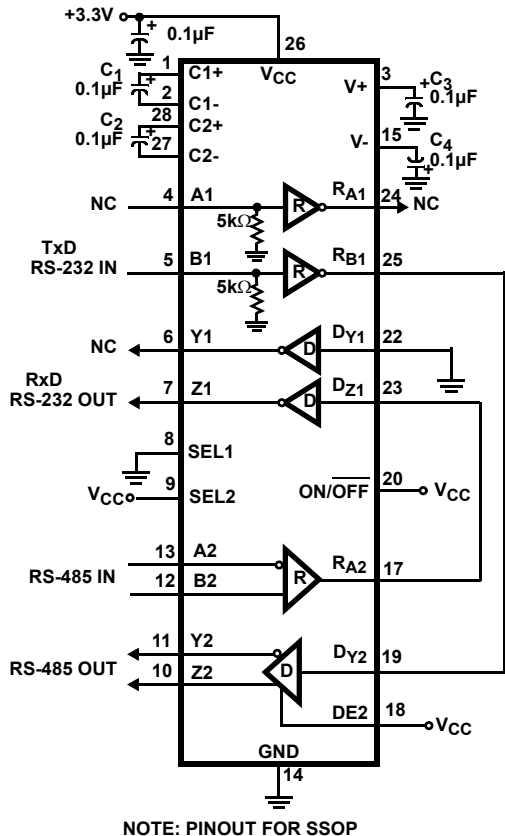 +3.3V
+ 0.1µF
26
1 C1+ VCC
C1 + 0.1µF
2 C1-
V+ 3 + C3 0.1µF
28 C2+
C2 + 0.1µF
27 C2-
V- 15 C4 0.1µF +
NC 4 A1 R RA1 24 NC
5kΩ
TxD
RS-232 IN 5 B1 R RB1 25
5kΩ
NC 6 Y1 D DY1 22
RxD
RS-232 OUT 7 Z1 D DZ1 23
8 SEL1
VCC 9 SEL2
ON/OFF 20 VCC
RS-485 IN
13 A2
12 B2
R RA2 17
RS-485 OUT
11 Y2
10 Z2
D DY2 19
DE2 18 VCC
GND
14
NOTE: PINOUT FOR SSOP